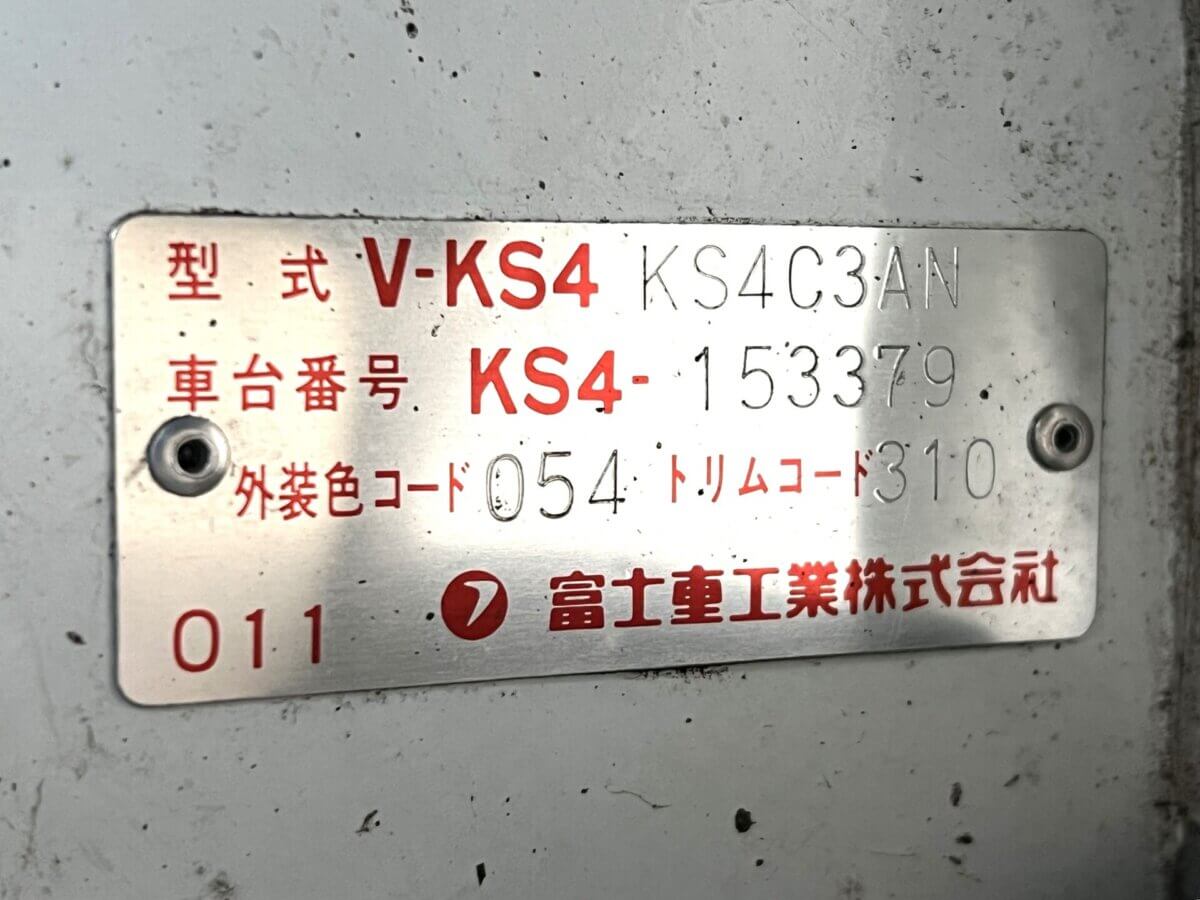 型式 V-KS4 KS4C3AN
車台番号 KS4- 153379
外装色コード 054 トリムコード 310
011 フ 富士重工業株式会社